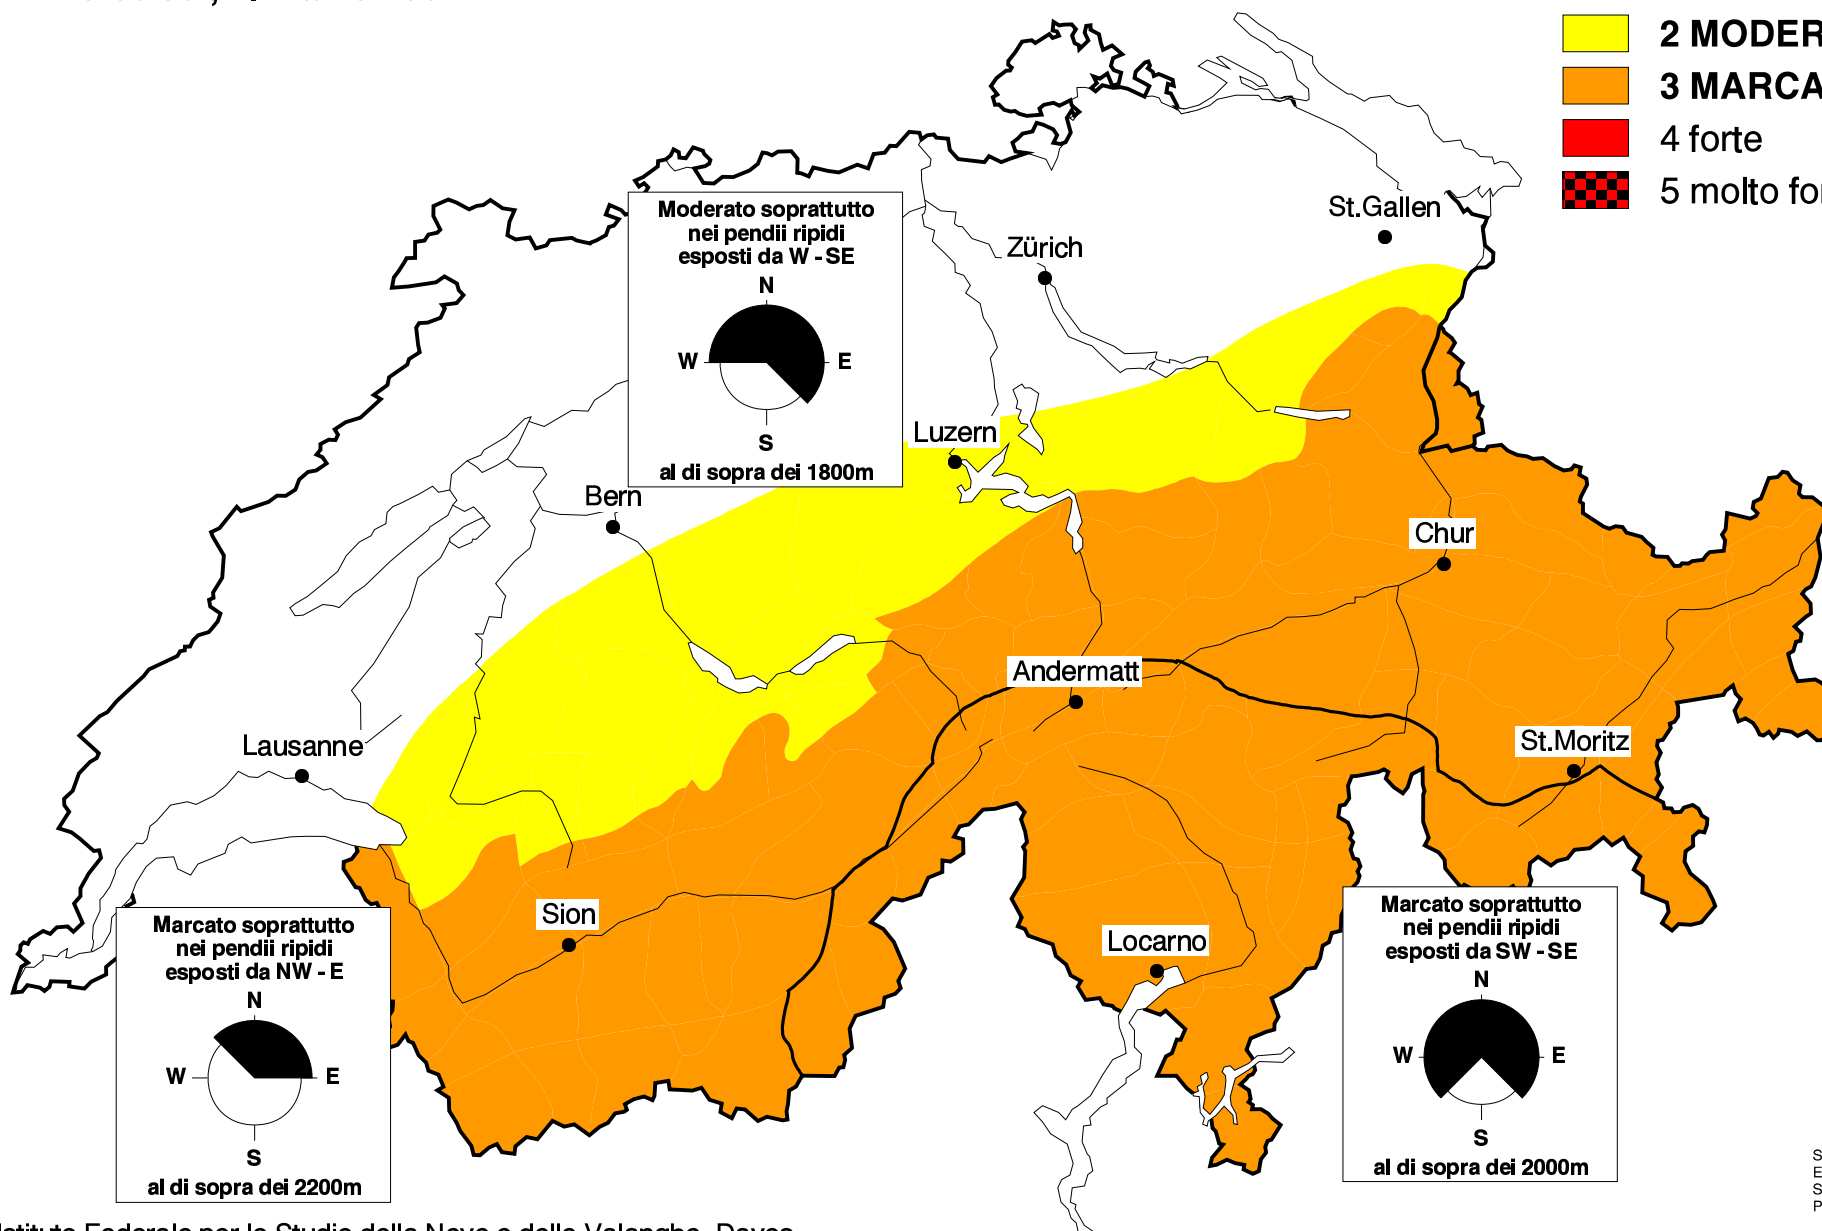 2 MODER
3 MARCA
4 forte
5 molto for
St.Gallen
Zürich
Moderato soprattutto
nei pendii ripidi
esposti da W - SE
N
W
E
S
al di sopra dei 1800m
Luzern
Bern
Chur
Andermatt
Lausanne
St.Moritz
Sion
Locarno
Marcato soprattutto
nei pendii ripidi
esposti da NW - E
N
W
E
S
al di sopra dei 2200m
Marcato soprattutto
nei pendii ripidi
esposti da SW - SE
N
W
E
S
al di sopra dei 2000m
S
E
S
P